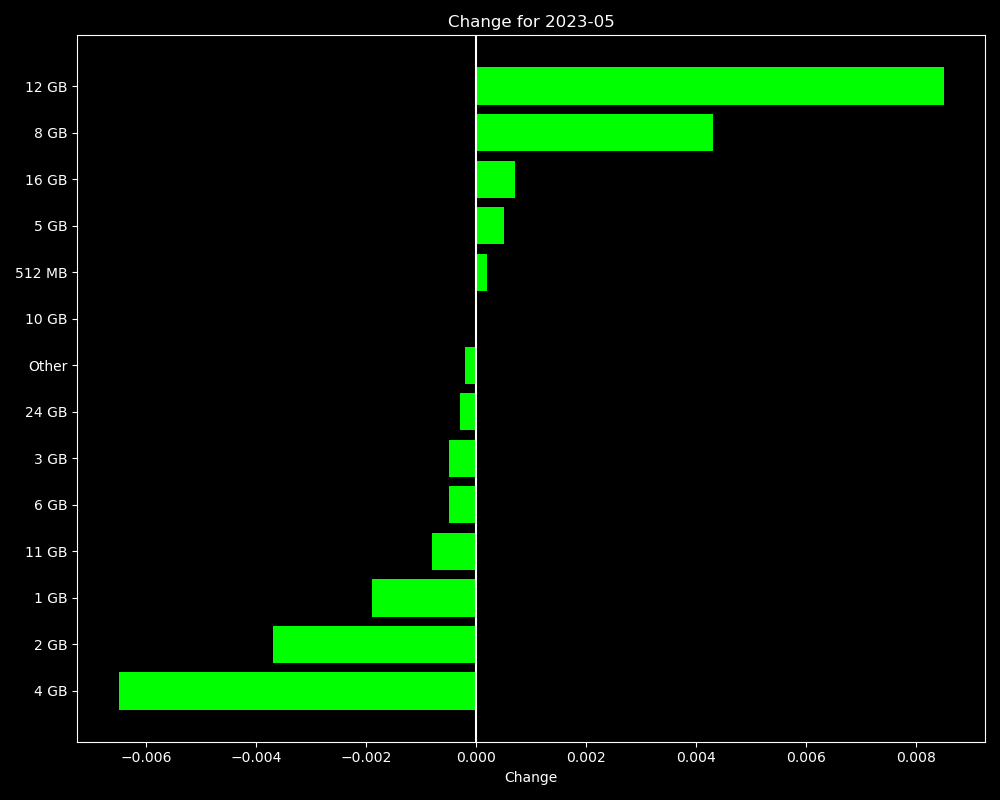 Change for 2023-05
12 GB
8 GB
16 GB
5 GB
512 MB
10 GB
Other
24 GB
3 GB
6 GB
11 GB
1 GB
2 GB
4 GB
−0.006 −0.004 −0.002 0.000 0.002 0.004 0.006 0.008
Change